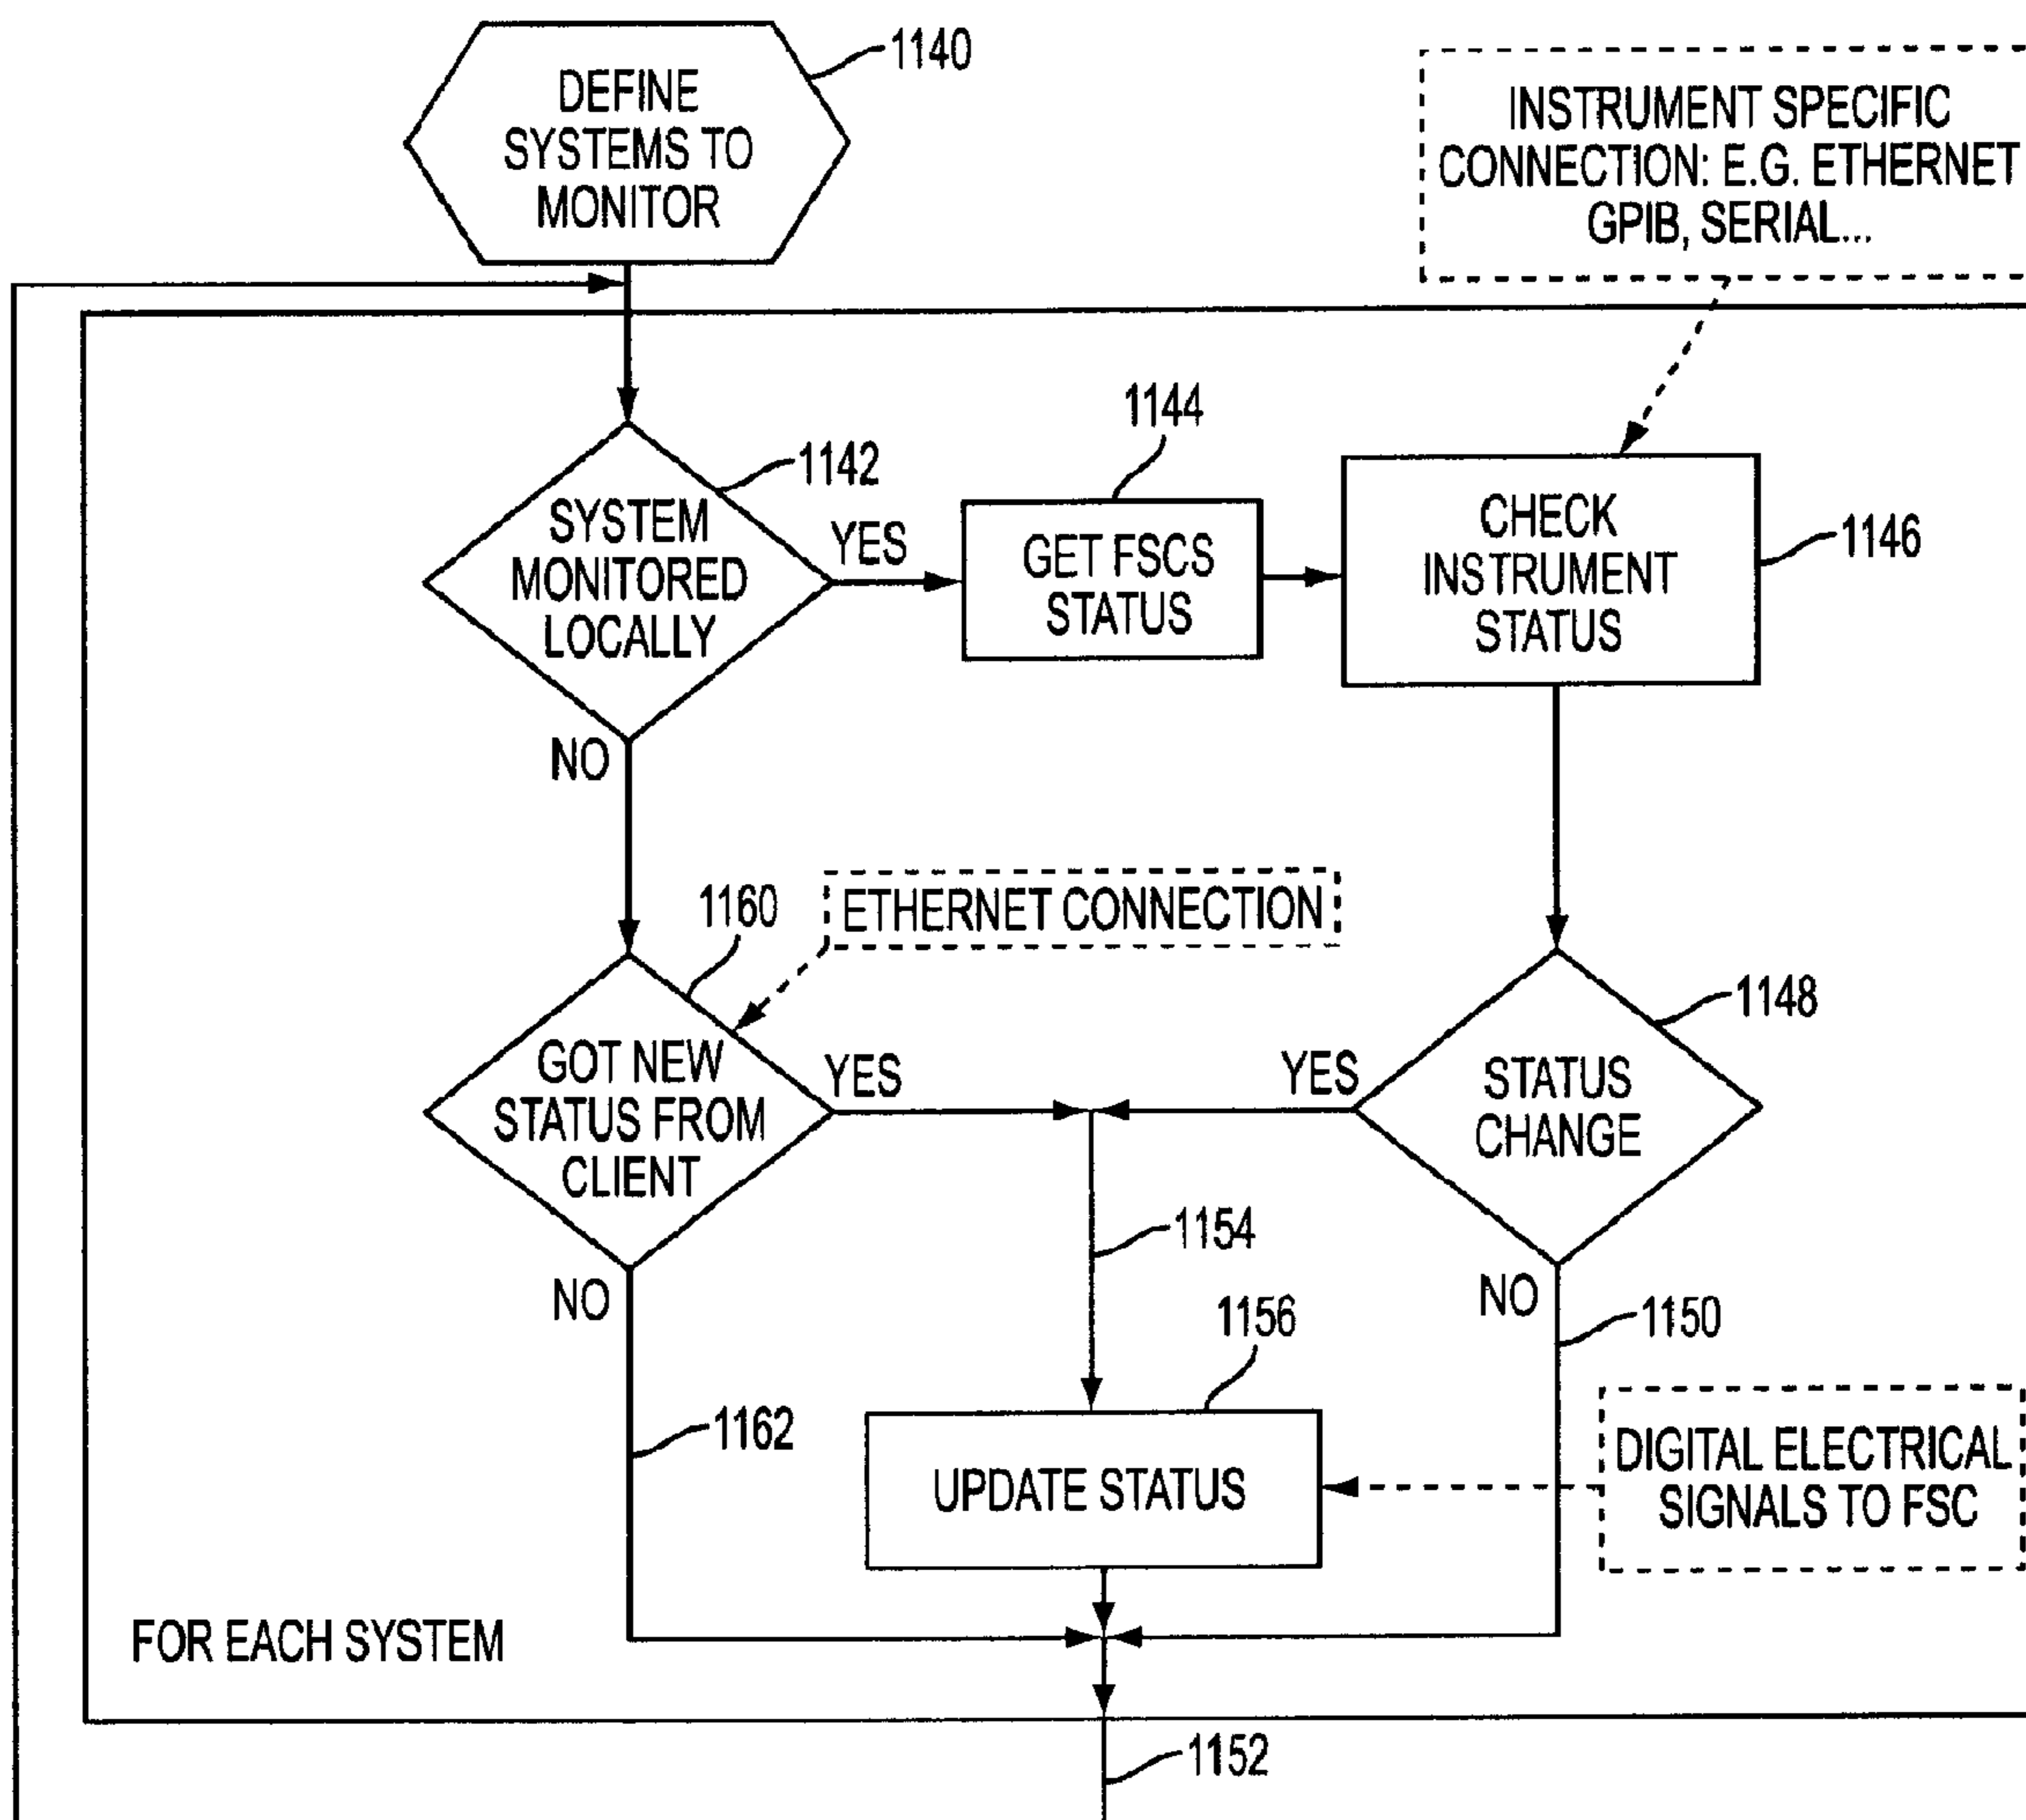 1140
DEFINE
SYSTEMS TO
MONITOR
INSTRUMENT SPECIFIC
CONNECTION: E.G. ETHERNET
GPIB, SERIAL...
1142
SYSTEM
MONITORED
LOCALLY
YES
NO
1144
GET FSCS
STATUS
CHECK
INSTRUMENT
STATUS
1146
1160
ETHERNET CONNECTION
GOT NEW
STATUS FROM
CLIENT
YES
NO
1148
STATUS
CHANGE
YES
NO
1154
1150
1156
1162
UPDATE STATUS
DIGITAL ELECTRICAL
SIGNALS TO FSC
FOR EACH SYSTEM
1152